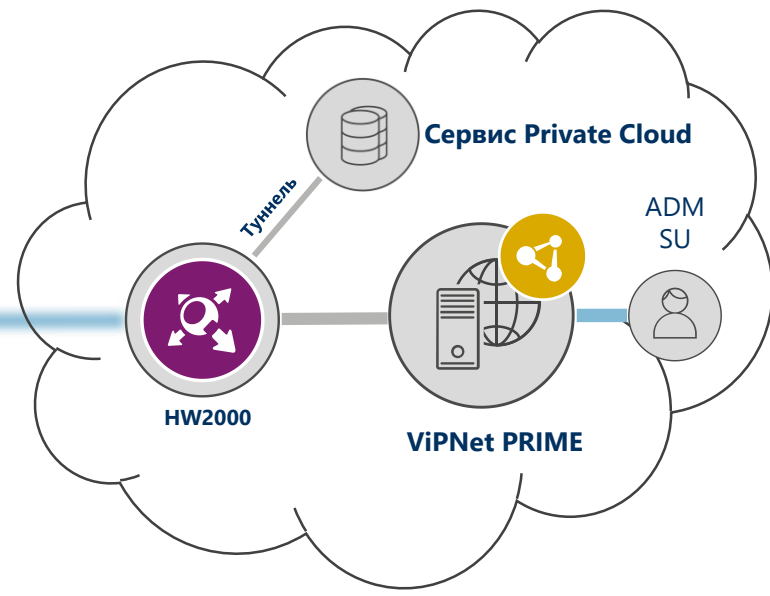 Сервис Private Cloud
Туннель
ADM
SU
HW2000
ViPNet PRIME